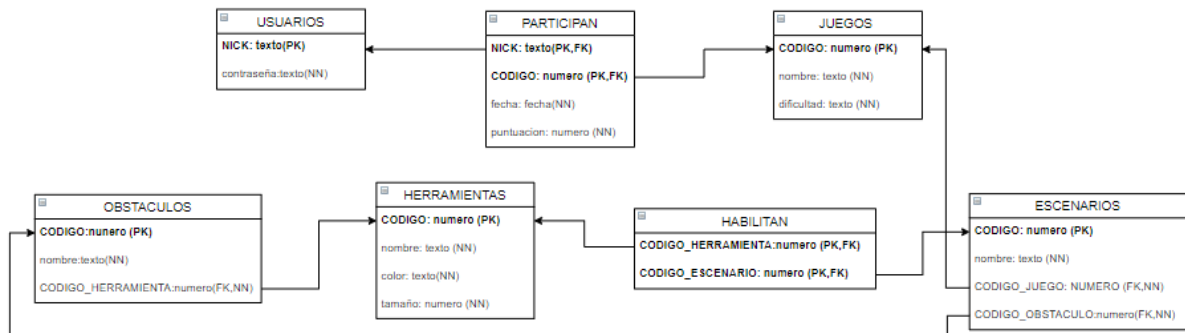 USUARIOS
NICK: texto(PK)
contraseña:texto(NN)
PARTICIPAN
NICK: texto(PK,FK)
CODIGO: numero (PK,FK)
fecha: fecha(NN)
puntuacion: numero (NN)
JUEGOS
CODIGO: numero (PK)
nombre: texto (NN)
dificultad: texto (NN)
OBSTACULOS
CODIGO:nunero (PK)
nombre:texto(NN)
CODIGO_HERRAMIENTA:numero(FK,NN)
HERRAMIENTAS
CODIGO: numero (PK)
nombre: texto (NN)
color: texto(NN)
tamaño: numero (NN)
HABILITAN
CODIGO_HERRAMIENTA:numero (PK,FK)
CODIGO_ESCENARIO: numero (PK,FK)
ESCENARIOS
CODIGO: numero (PK)
nombre: texto (NN)
CODIGO_JUEGO: NUMERO (FK,NN)
CODIGO_OBSTACULO:numero(FK,NN)